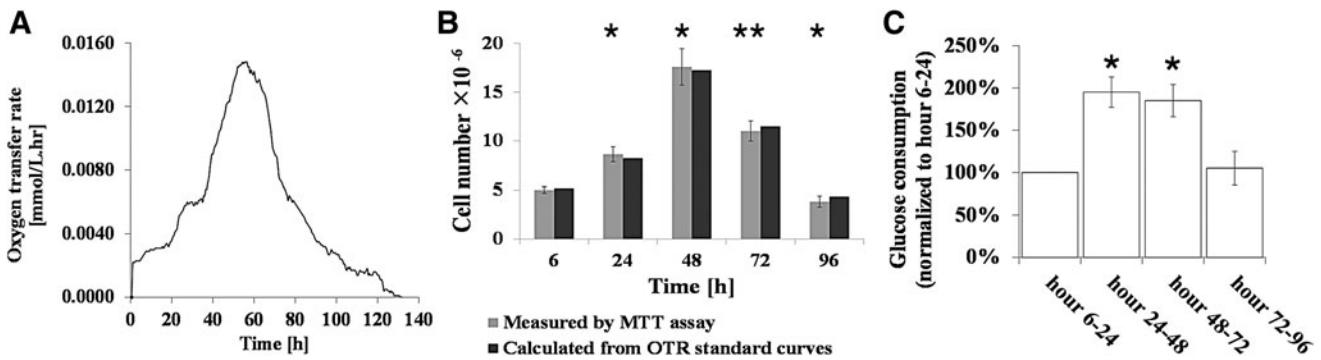 A
Oxygen transfer rate
[mmol/L.hr]
0.0160
0.0120
0.0080
0.0040
0.0000
0 20 40 60 80 100 120 140
Time [h]
B
Cell number ×10 -6
20
15
10
5
0
* * ** *
6 24 48 72 96
Time [h]
Measured by MTT assay
Calculated from OTR standard curves
C
Glucose consumption
(normalized to hour 6-24)
250%
200%
150%
100%
50%
0%
* *
hour 6-24
hour 24-48
hour 48-72
hour 72-96